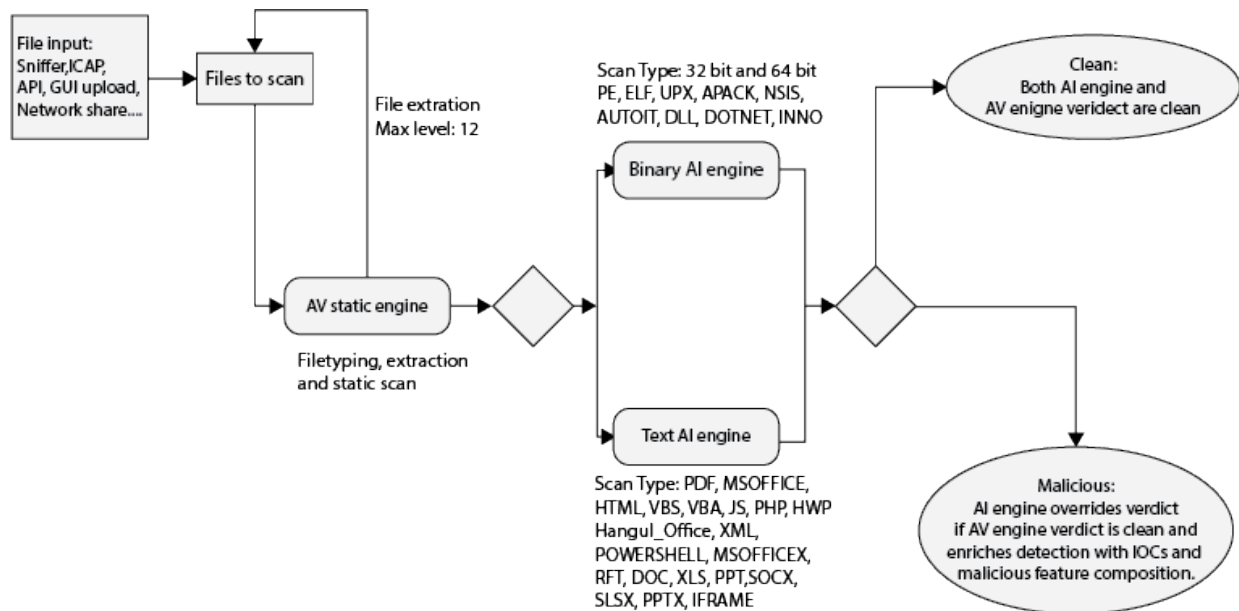 File input:
Sniffer,ICAP,
API, GUI upload,
Network share....
Files to scan
File extration
Max level: 12
AV static engine
Filetyping, extraction
and static scan
Scan Type: 32 bit and 64 bit
PE, ELF, UPX, APACK, NSIS,
AUTOIT, DLL, DOTNET, INNO
Binary AI engine
Text AI engine
Scan Type: PDF, MSOFFICE,
HTML, VBS, VBA, JS, PHP, HWP
Hangul_Office, XML,
POWERSHELL, MSOFFICEX,
RFT, DOC, XLS, PPT,SOCX,
SLSX, PPTX, IFRAME
Clean:
Both AI engine and
AV enigne veridect are clean
Malicious:
AI engine overrides verdict
if AV engine verdict is clean and
enriches detection with IOCs and
malicious feature composition.